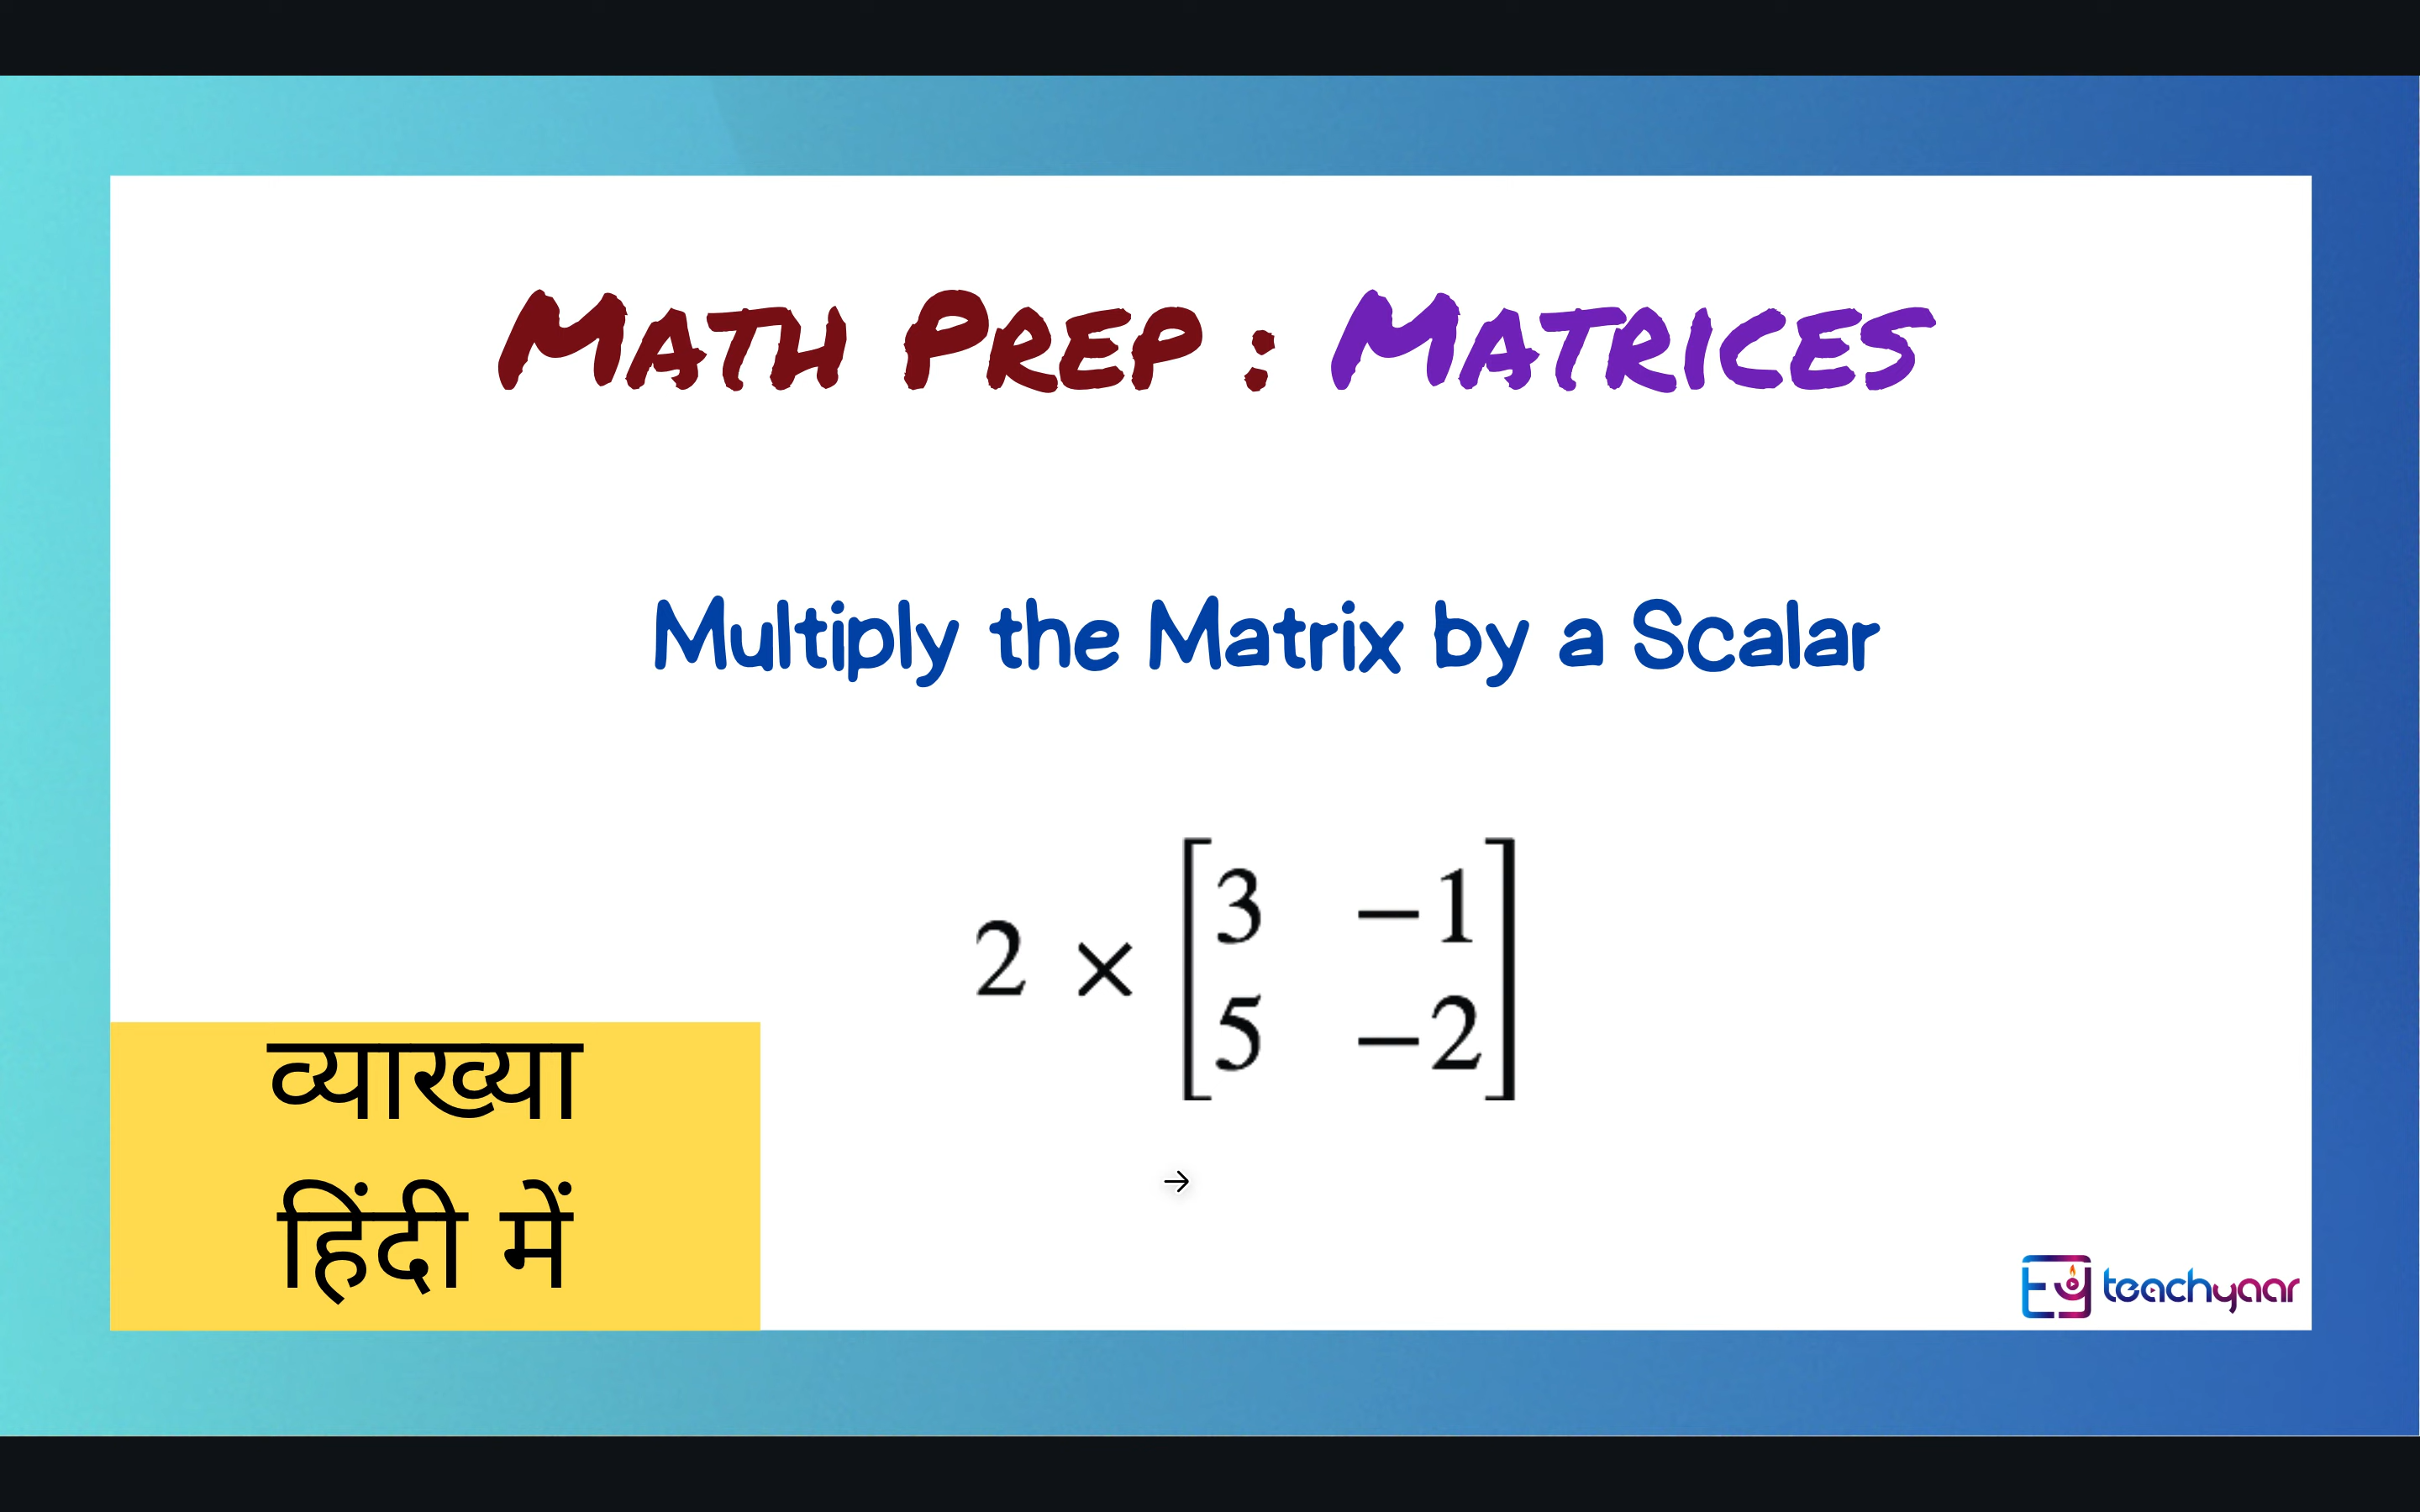 Math Prep : Matrices
Multiply the Matrix by a Scalar
2 × [3 −1
5 −2]
व्याख्या
हिंदी में
teachyaar